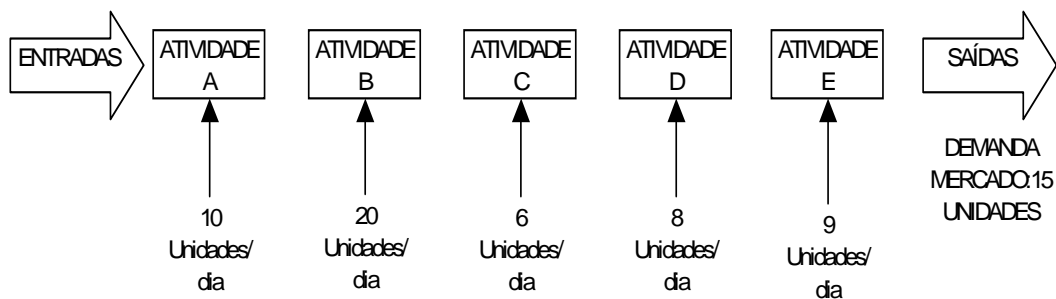 ENTRADAS
ATIVIDADE
A
ATIVIDADE
B
ATIVIDADE
C
ATIVIDADE
D
ATIVIDADE
E
SAÍDAS
10
Unidades/
dia
20
Unidades/
dia
6
Unidades/
dia
8
Unidades/
dia
9
Unidades/
dia
DEMANDA
MERCADO:15
UNIDADES